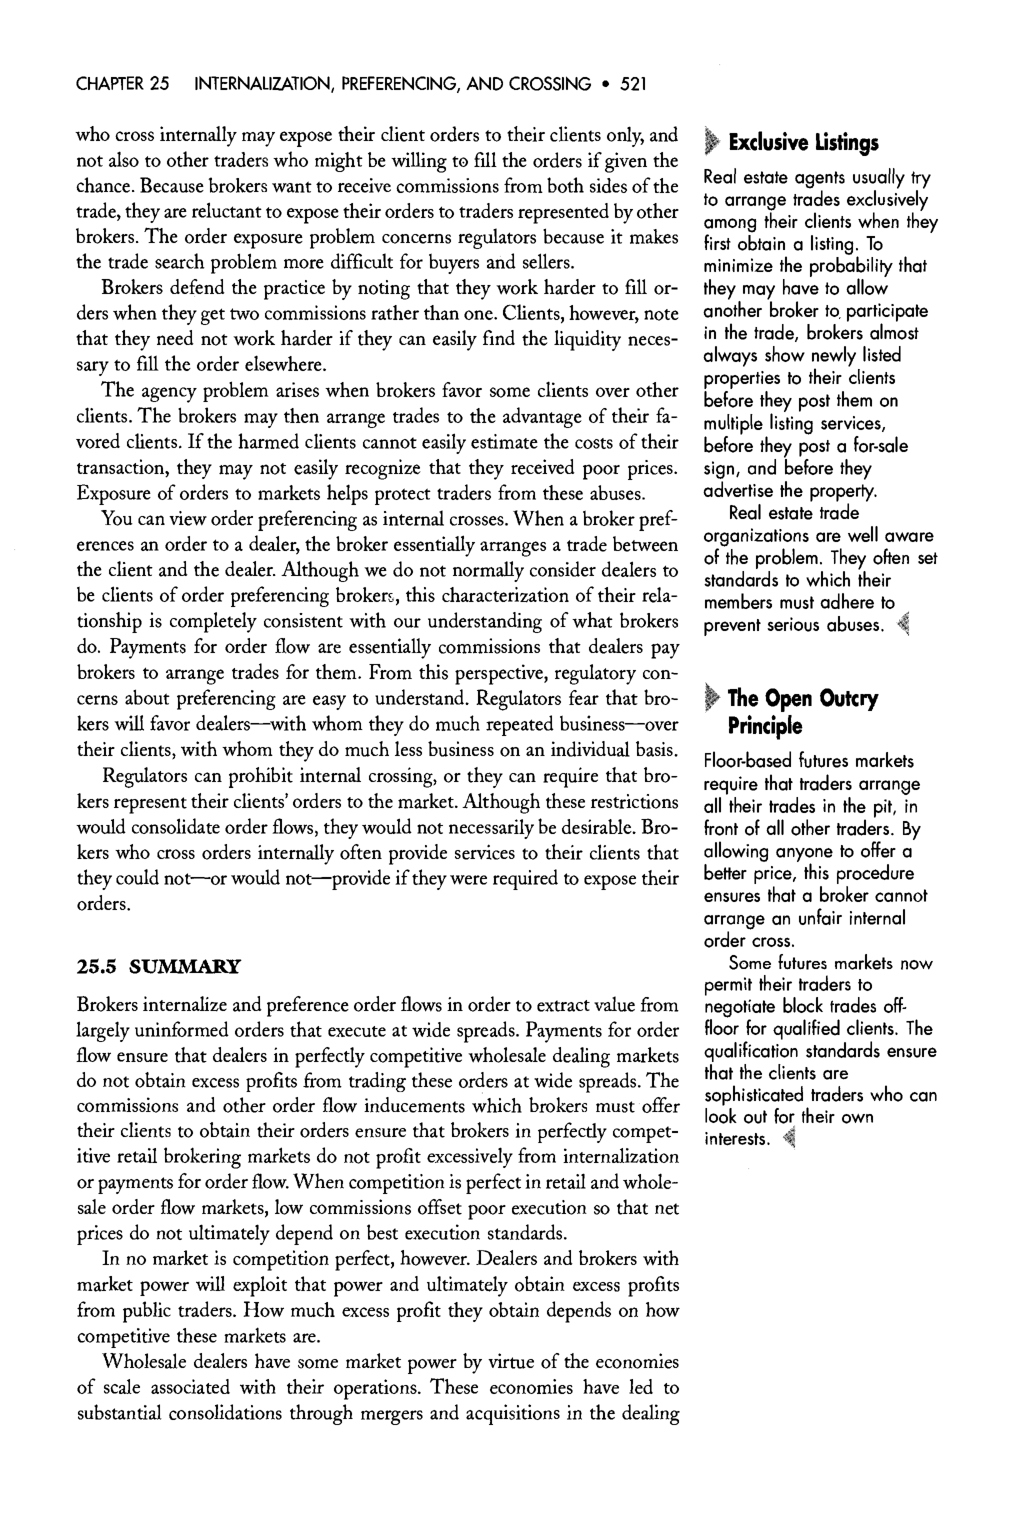 CHAPTER 25 INTERNALIZATION, PREFERENCING, AND CROSSING • 521
who cross internally may expose their client orders to their clients only, and
not also to other traders who might be willing to fill the orders if given the
chance. Because brokers want to receive commissions from both sides of the
trade, they are reluctant to expose their orders to traders represented by other
brokers. The order exposure problem concerns regulators because it makes
the trade search problem more difficult for buyers and sellers.
Brokers defend the practice by noting that they work harder to fill or-
ders when they get two commissions rather than one. Clients, however, note
that they need not work harder if they can easily find the liquidity neces-
sary to fill the order elsewhere.
The agency problem arises when brokers favor some clients over other
clients. The brokers may then arrange trades to the advantage of their fa-
vored clients. If the harmed clients cannot easily estimate the costs of their
transaction, they may not easily recognize that they received poor prices.
Exposure of orders to markets helps protect traders from these abuses.
You can view order preferencing as internal crosses. When a broker pref-
erences an order to a dealer, the broker essentially arranges a trade between
the client and the dealer. Although we do not normally consider dealers to
be clients of order preferencing brokers, this characterization of their rela-
tionship is completely consistent with our understanding of what brokers
do. Payments for order flow are essentially commissions that dealers pay
brokers to arrange trades for them. From this perspective, regulatory con-
cerns about preferencing are easy to understand. Regulators fear that bro-
kers will favor dealers—with whom they do much repeated business—over
their clients, with whom they do much less business on an individual basis.
Regulators can prohibit internal crossing, or they can require that bro-
kers represent their clients' orders to the market. Although these restrictions
would consolidate order flows, they would not necessarily be desirable. Bro-
kers who cross orders internally often provide services to their clients that
they could not—or would not—provide if they were required to expose their
orders.
25.5 SUMMARY
Brokers internalize and preference order flows in order to extract value from
largely uninformed orders that execute at wide spreads. Payments for order
flow ensure that dealers in perfectly competitive wholesale dealing markets
do not obtain excess profits from trading these orders at wide spreads. The
commissions and other order flow inducements which brokers must offer
their clients to obtain their orders ensure that brokers in perfectly compet-
itive retail brokering markets do not profit excessively from internalization
or payments for order flow. When competition is perfect in retail and whole-
sale order flow markets, low commissions offset poor execution so that net
prices do not ultimately depend on best execution standards.
In no market is competition perfect, however. Dealers and brokers with
market power will exploit that power and ultimately obtain excess profits
from public traders. How much excess profit they obtain depends on how
competitive these markets are.
Wholesale dealers have some market power by virtue of the economies
of scale associated with their operations. These economies have led to
substantial consolidations through mergers and acquisitions in the dealing
Exclusive Listings
Real estate agents usually try
to arrange trades exclusively
among their clients when they
first obtain a listing. To
minimize the probability that
they may have to allow
another broker to participate
in the trade, brokers almost
always show newly listed
properties to their clients
before they post them on
multiple listing services,
before they post a for-sale
sign, and before they
advertise the property.
Real estate trade
organizations are well aware
of the problem. They often set
standards to which their
members must adhere to
prevent serious abuses.
The Open Outcry
Principle
Floor-based futures markets
require that traders arrange
all their trades in the pit, in
front of all other traders. By
allowing anyone to offer a
better price, this procedure
ensures that a broker cannot
arrange an unfair internal
order cross.
Some futures markets now
permit their traders to
negotiate block trades off-
floor for qualified clients. The
qualification standards ensure
that the clients are
sophisticated traders who can
look out for their own
interests.